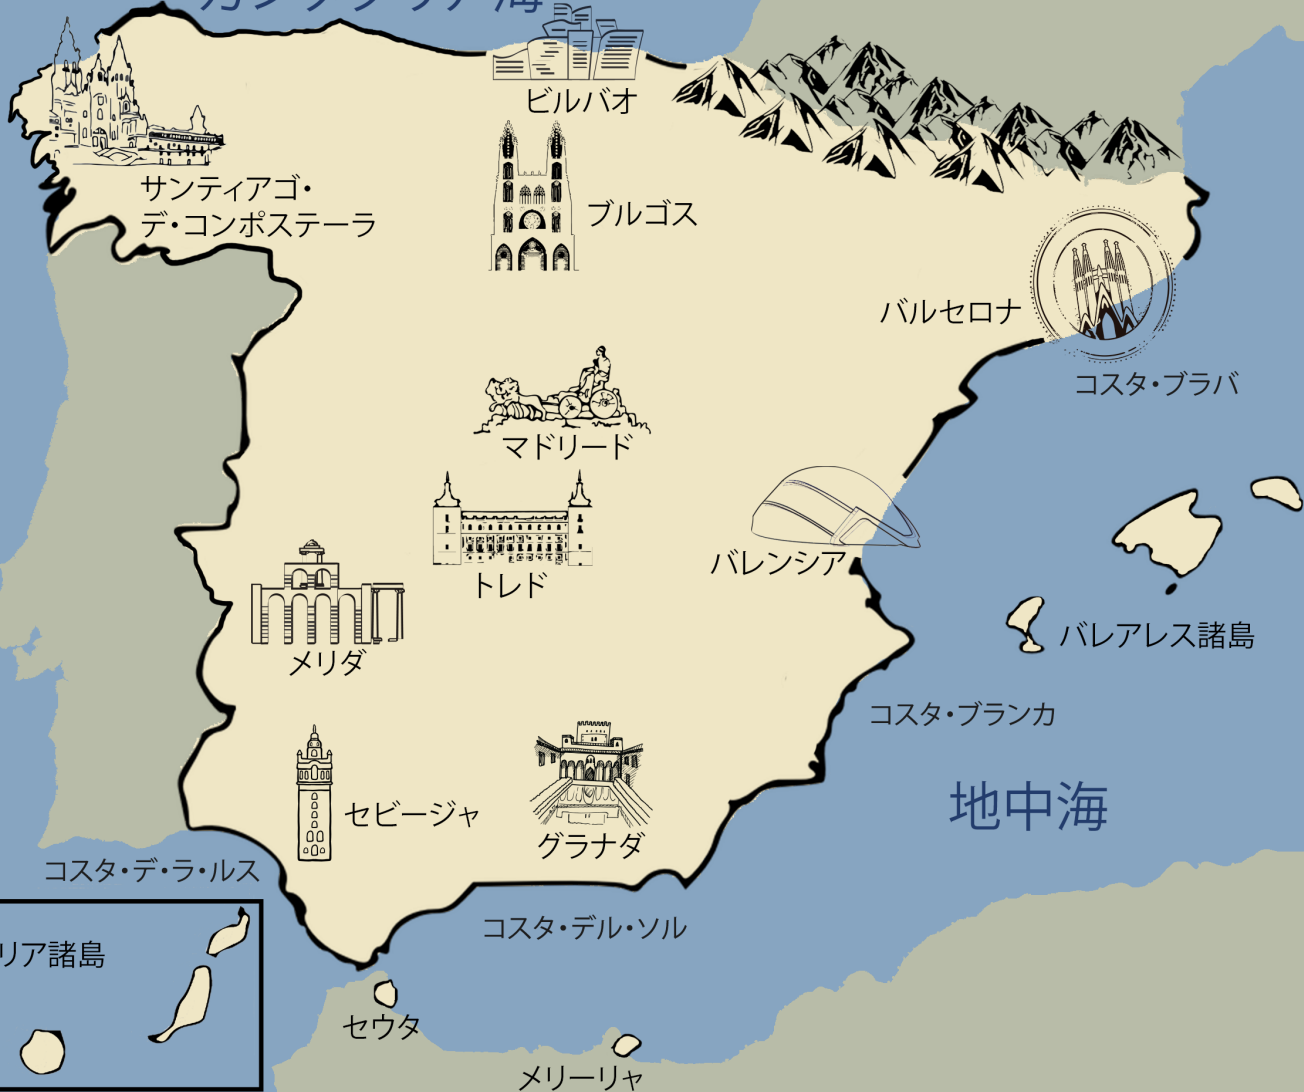 ビルバオ
サンティアゴ・
デ・コンポステーラ
ブルゴス
バルセロナ
コスタ・ブラバ
マドリード
バレンシア
トレド
バレアレス諸島
メリダ
コスタ・ブランカ
地中海
セビージャ
グラナダ
コスタ・デ・ラ・ルス
コスタ・デル・ソル
リア諸島
セウタ
メリーリャ